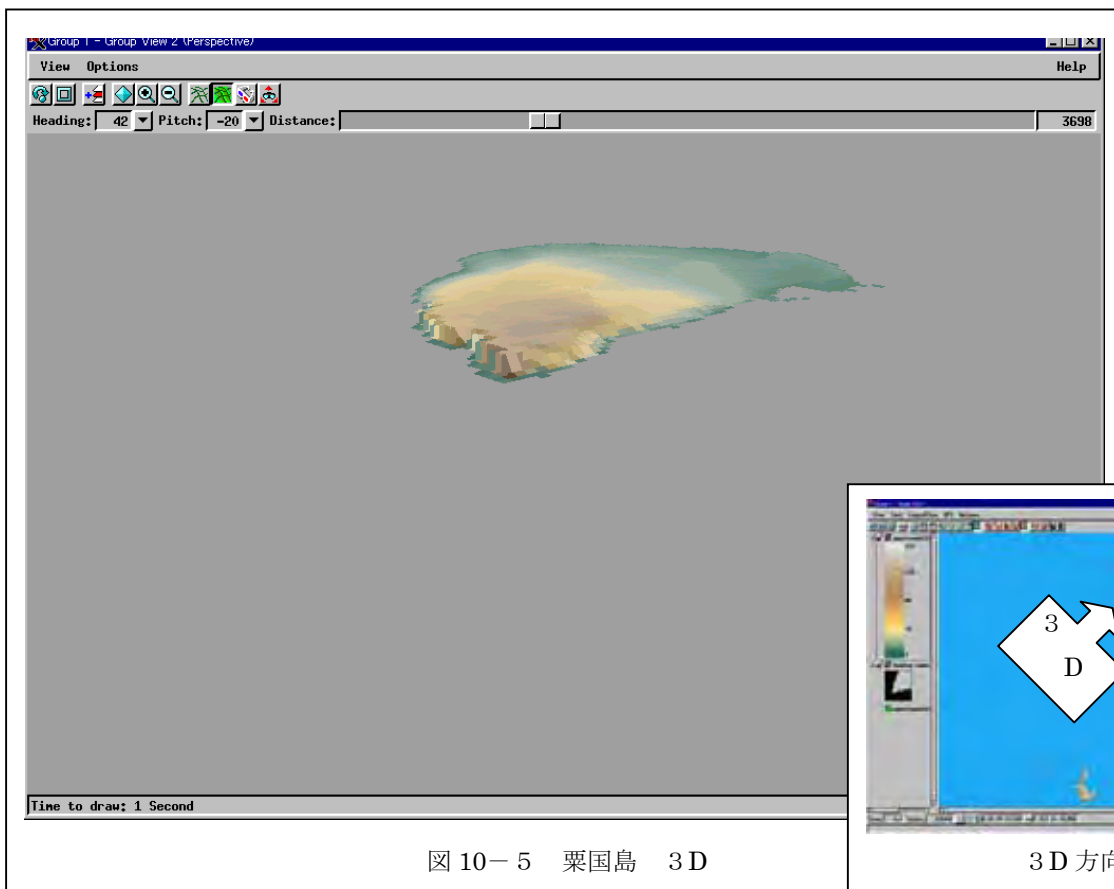 Group 1 - Group View 2 (Perspective)
View Options Help
Heading: 42 Pitch: -20 Distance: 3698
Time to draw: 1 Second
3
D
図 10－5 粟国島 3D
3D 方向